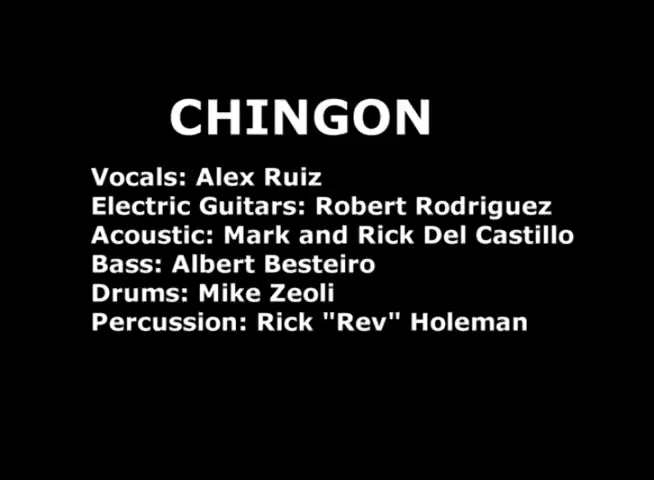 CHINGON
Vocals: Alex Ruiz
Electric Guitars: Robert Rodriguez
Acoustic: Mark and Rick Del Castillo
Bass: Albert Besteiro
Drums: Mike Zeoli
Percussion: Rick "Rev" Holeman